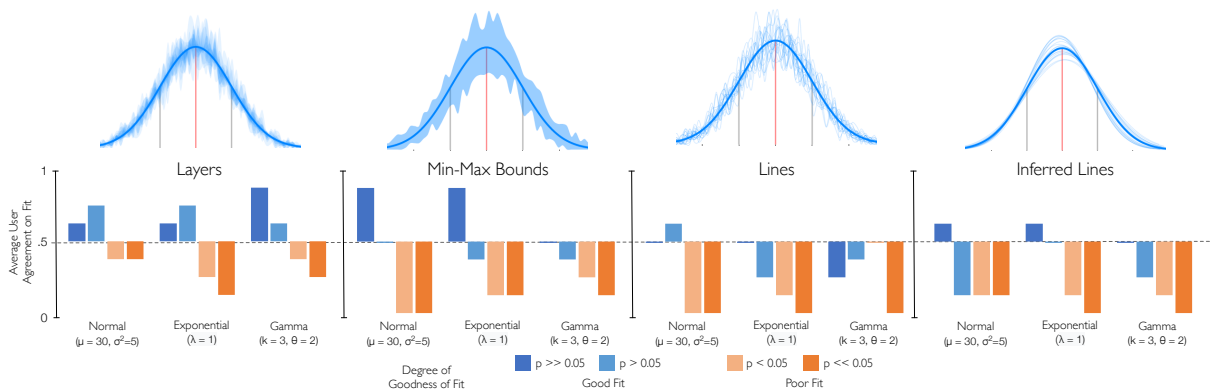 Layers
Min-Max Bounds
Lines
Inferred Lines
1
.5
0
Average User
Agreement on Fit
Normal
(μ = 30, σ²=5)
Exponential
(λ = 1)
Gamma
(k = 3, θ = 2)
Normal
(μ = 30, σ²=5)
Exponential
(λ = 1)
Gamma
(k = 3, θ = 2)
Normal
(μ = 30, σ²=5)
Exponential
(λ = 1)
Gamma
(k = 3, θ = 2)
Normal
(μ = 30, σ²=5)
Exponential
(λ = 1)
Gamma
(k = 3, θ = 2)
Degree of
Goodness of Fit
p >> 0.05
p > 0.05
Good Fit
p < 0.05
p << 0.05
Poor Fit